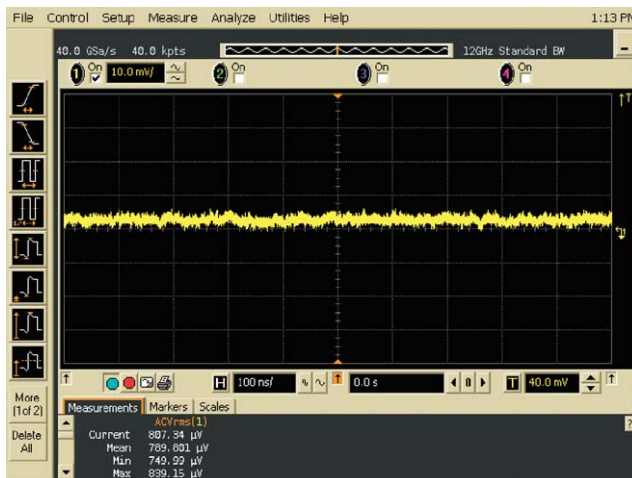 File Control Setup Measure Analyze Utilities Help 1:13 PM
40.0 GSa/s 40.0 kpts 12GHz Standard BW
1 On 10.0 mV/ 2 On 3 On 4 On
T
H 100 ns/ 0.0 s 0 T 40.0 mV
More
(1 of 2)
Delete
All
Measurements Markers Scales
ACVrms(1)
Current 807.34 µV
Mean 789.801 µV
Min 749.99 µV
Max 839.15 µV